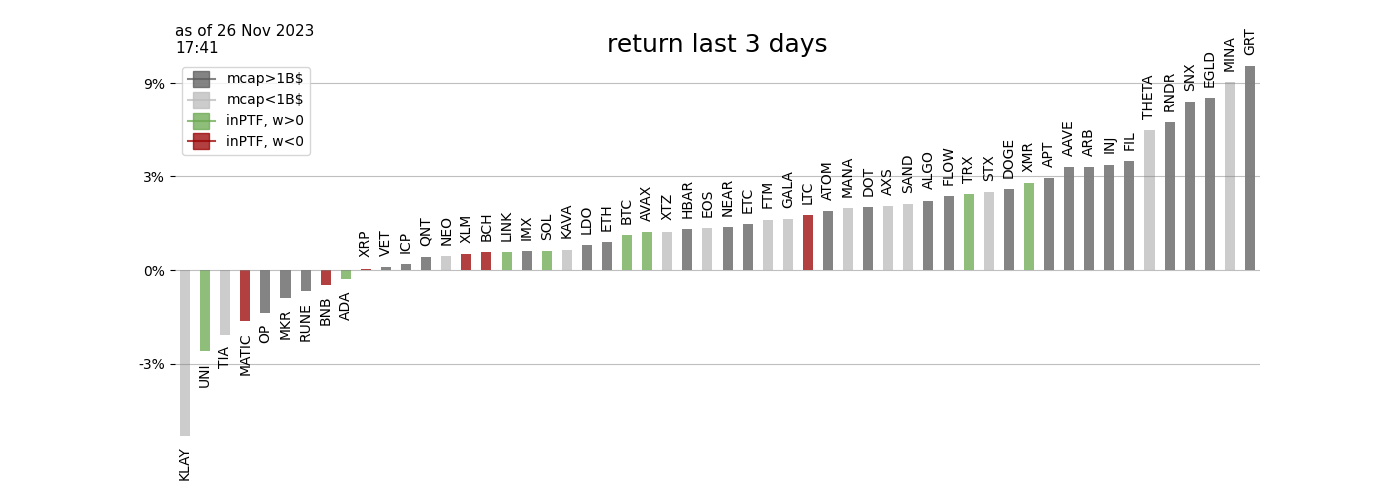 as of 26 Nov 2023
17:41
return last 3 days
mcap>1B$
mcap<1B$
inPTF, w>0
inPTF, w<0
9%
3%
0%
-3%
KLAY
UNI
TIA
MATIC
OP
MKR
RUNE
BNB
ADA
XRP
VET
ICP
QNT
NEO
XLM
BCH
LINK
IMX
SOL
KAVA
LDO
ETH
BTC
AVAX
XTZ
HBAR
EOS
NEAR
ETC
FTM
GALA
LTC
ATOM
MANA
DOT
AXS
SAND
ALGO
FLOW
TRX
STX
DOGE
XMR
APT
AAVE
ARB
INJ
FIL
THETA
RNDR
SNX
EGLD
MINA
GRT